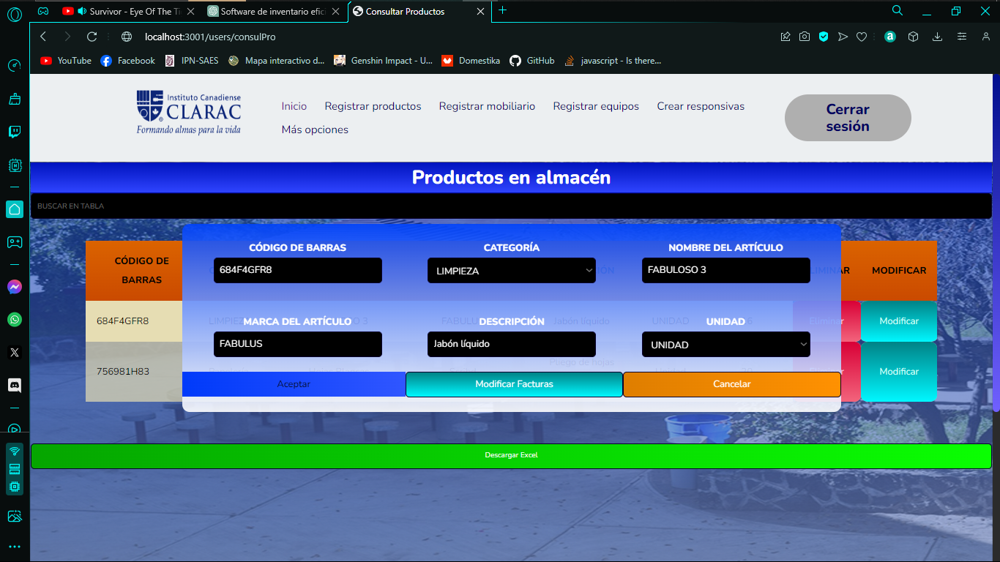 Survivor - Eye Of The Ti
Software de inventario efici
Consultar Productos
localhost:3001/users/consulPro
YouTube
Facebook
IPN-SAES
Mapa interactivo d...
Genshin Impact - U...
Domestika
GitHub
javascript - Is there...
Instituto Canadiense
CLARAC
Formando almas para la vida
Inicio
Registrar productos
Registrar mobiliario
Registrar equipos
Crear responsivas
Más opciones
Cerrar
sesión
Productos en almacén
BUSCAR EN TABLA
CÓDIGO DE BARRAS
CATEGORÍA
NOMBRE DEL ARTÍCULO
684F4GFR8
LIMPIEZA
FABULOSO 3
MARCA DEL ARTÍCULO
DESCRIPCIÓN
UNIDAD
FABULUS
Jabón líquido
UNIDAD
Aceptar
Modificar Facturas
Cancelar
CÓDIGO DE
BARRAS
MODIFICAR
684F4GFR8
Jabón líquido
UNIDAD
Eliminar
Modificar
756981H83
Pliego de hojas
Modificar
Descargar Excel